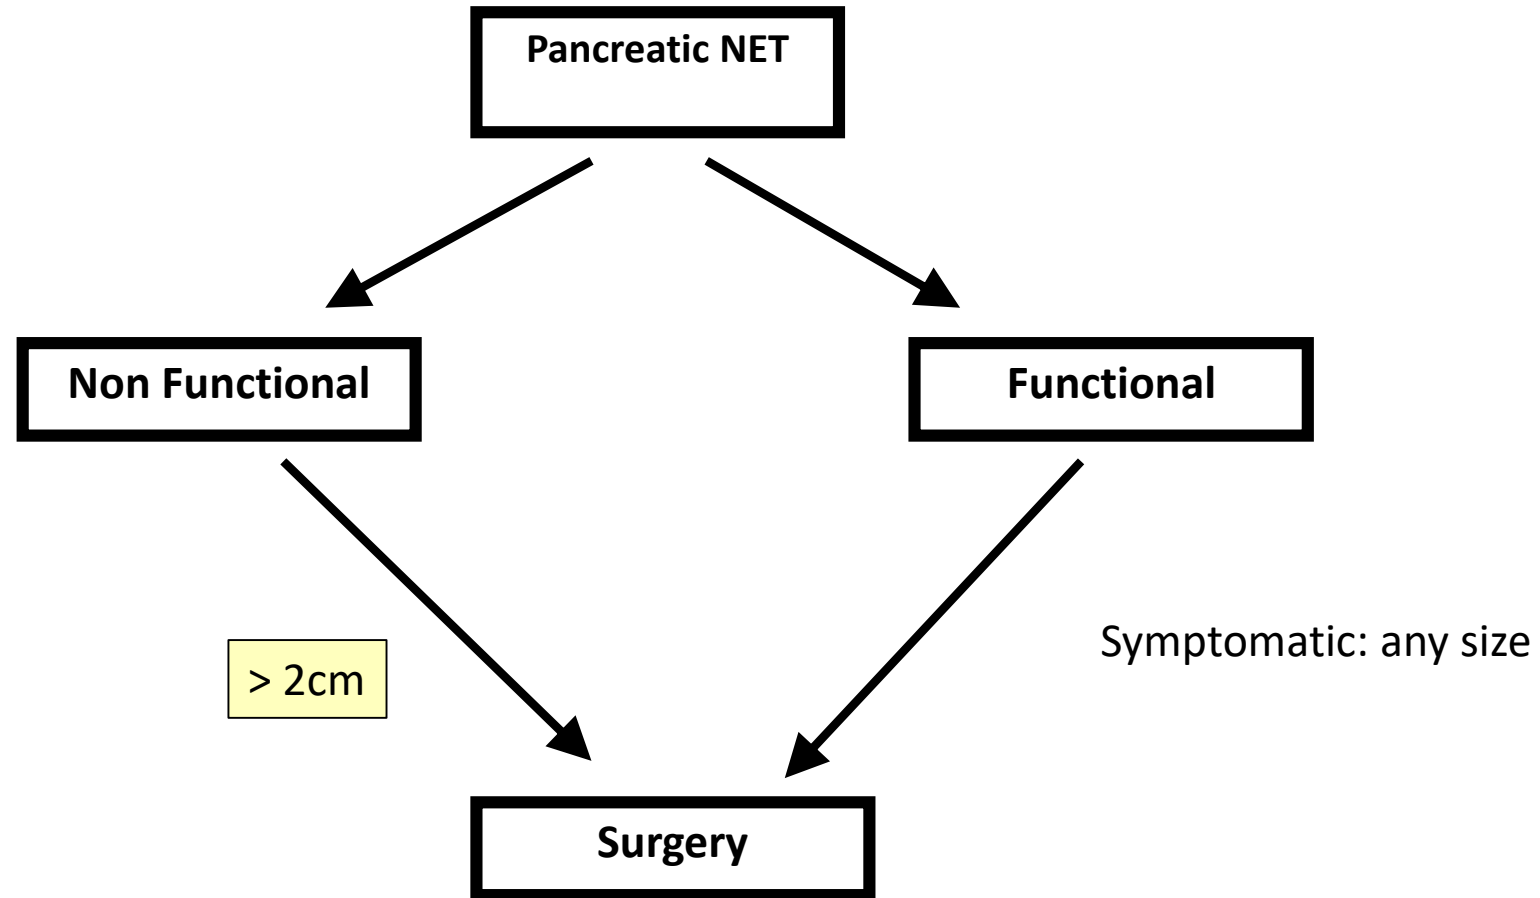 Pancreatic NET
Non Functional
Functional
> 2cm
Symptomatic: any size
Surgery